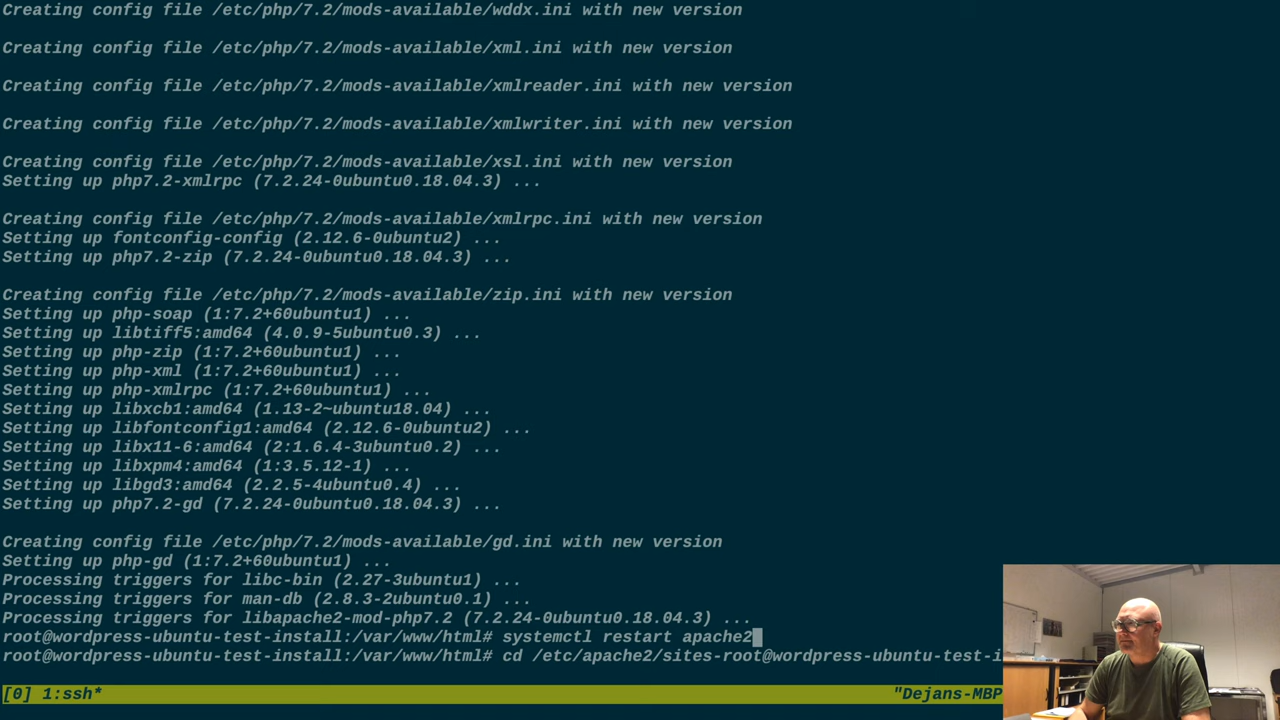 Creating config file /etc/php/7.2/mods-available/wddx.ini with new version
Creating config file /etc/php/7.2/mods-available/xml.ini with new version
Creating config file /etc/php/7.2/mods-available/xmlreader.ini with new version
Creating config file /etc/php/7.2/mods-available/xmlwriter.ini with new version
Creating config file /etc/php/7.2/mods-available/xsl.ini with new version
Setting up php7.2-xmlrpc (7.2.24-0ubuntu0.18.04.3) ...
Creating config file /etc/php/7.2/mods-available/xmlrpc.ini with new version
Setting up fontconfig-config (2.12.6-0ubuntu2) ...
Setting up php7.2-zip (7.2.24-0ubuntu0.18.04.3) ...
Creating config file /etc/php/7.2/mods-available/zip.ini with new version
Setting up php-soap (1:7.2+60ubuntu1) ...
Setting up libtiff5:amd64 (4.0.9-5ubuntu0.3) ...
Setting up php-zip (1:7.2+60ubuntu1) ...
Setting up php-xml (1:7.2+60ubuntu1) ...
Setting up php-xmlrpc (1:7.2+60ubuntu1) ...
Setting up libxcb1:amd64 (1.13-2~ubuntu18.04) ...
Setting up libfontconfig1:amd64 (2.12.6-0ubuntu2) ...
Setting up libx11-6:amd64 (2:1.6.4-3ubuntu0.2) ...
Setting up libxpm4:amd64 (1:3.5.12-1) ...
Setting up libgd3:amd64 (2.2.5-4ubuntu0.4) ...
Setting up php7.2-gd (7.2.24-0ubuntu0.18.04.3) ...
Creating config file /etc/php/7.2/mods-available/gd.ini with new version
Setting up php-gd (1:7.2+60ubuntu1) ...
Processing triggers for libc-bin (2.27-3ubuntu1) ...
Processing triggers for man-db (2.8.3-2ubuntu0.1) ...
Processing triggers for libapache2-mod-php7.2 (7.2.24-0ubuntu0.18.04.3) ...
root@wordpress-ubuntu-test-install:/var/www/html# systemctl restart apache2
root@wordpress-ubuntu-test-install:/var/www/html# cd /etc/apache2/sites-root@wordpress-ubuntu-test-i
[0] 1:ssh* "Dejans-MBP